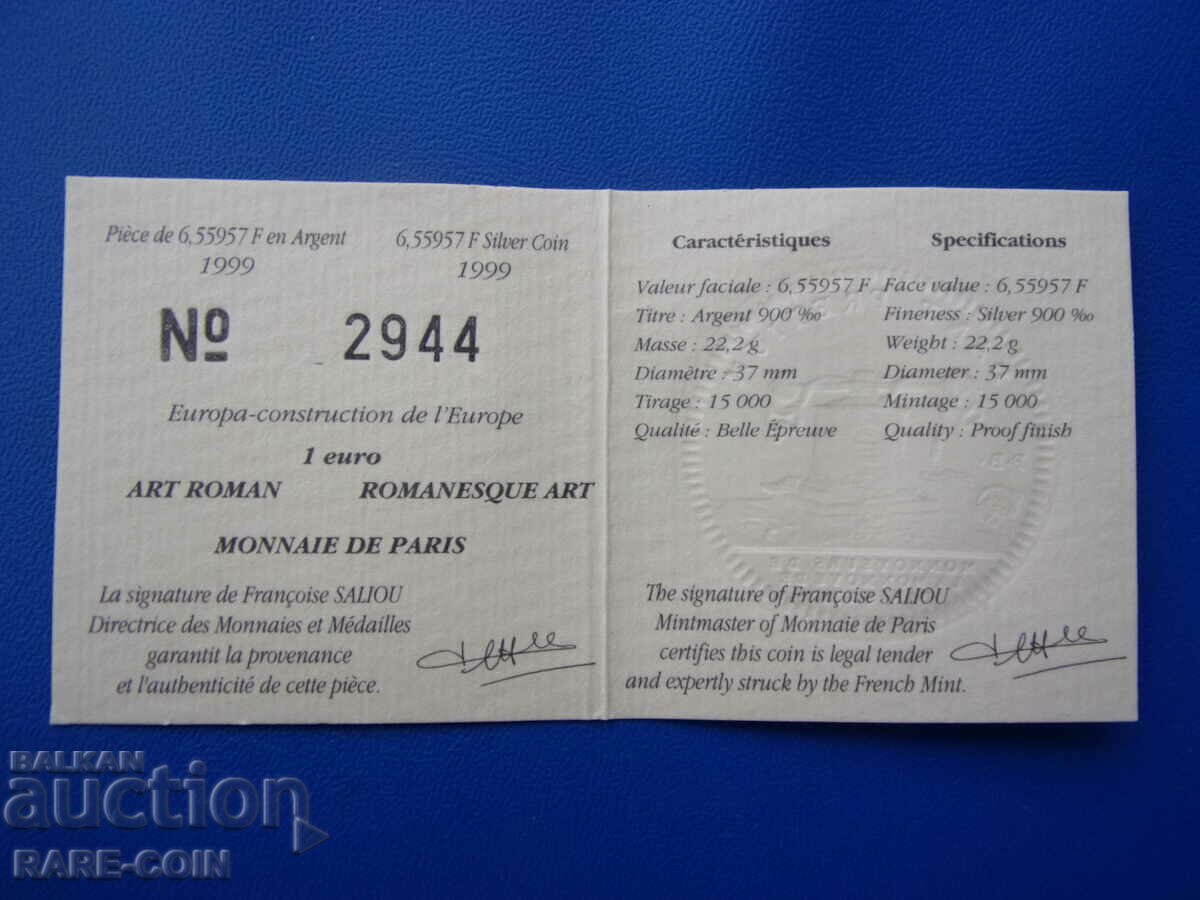 Pièce de 6,55957 F en Argent
1999
6,55957 F Silver Coin
1999
Nº 2944
Europa-construction de l'Europe
1 euro
ART ROMAN ROMANESQUE ART
MONNAIE DE PARIS
La signature de Françoise SALIOU
Directrice des Monnaies et Médailles
garantit la provenance
et l'authenticité de cette pièce.
Caractéristiques
Valeur faciale : 6,55957 F
Titre : Argent 900 ‰
Masse : 22,2 g
Diamètre : 37 mm
Tirage : 15 000
Qualité : Belle Épreuve
Specifications
Face value : 6,55957 F
Fineness : Silver 900 ‰
Weight : 22,2 g
Diameter : 37 mm
Mintage : 15 000
Quality : Proof finish
The signature of Françoise SALIOU
Mintmaster of Monnaie de Paris
certifies this coin is legal tender
and expertly struck by the French Mint.
BALKAN
auction
RARE-COIN